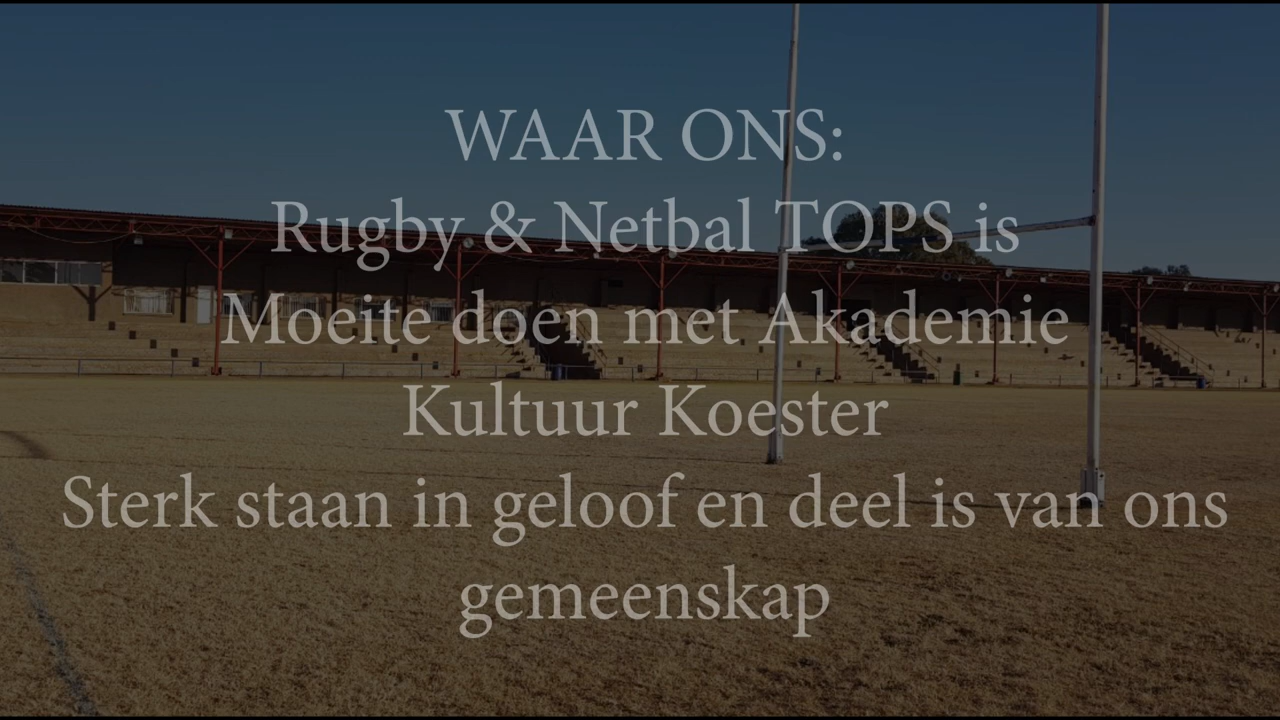 WAAR ONS:
Rugby & Netbal TOPS is
Moeite doen met Akademie
Kultuur Koester
Sterk staan in geloof en deel is van ons
gemeenskap